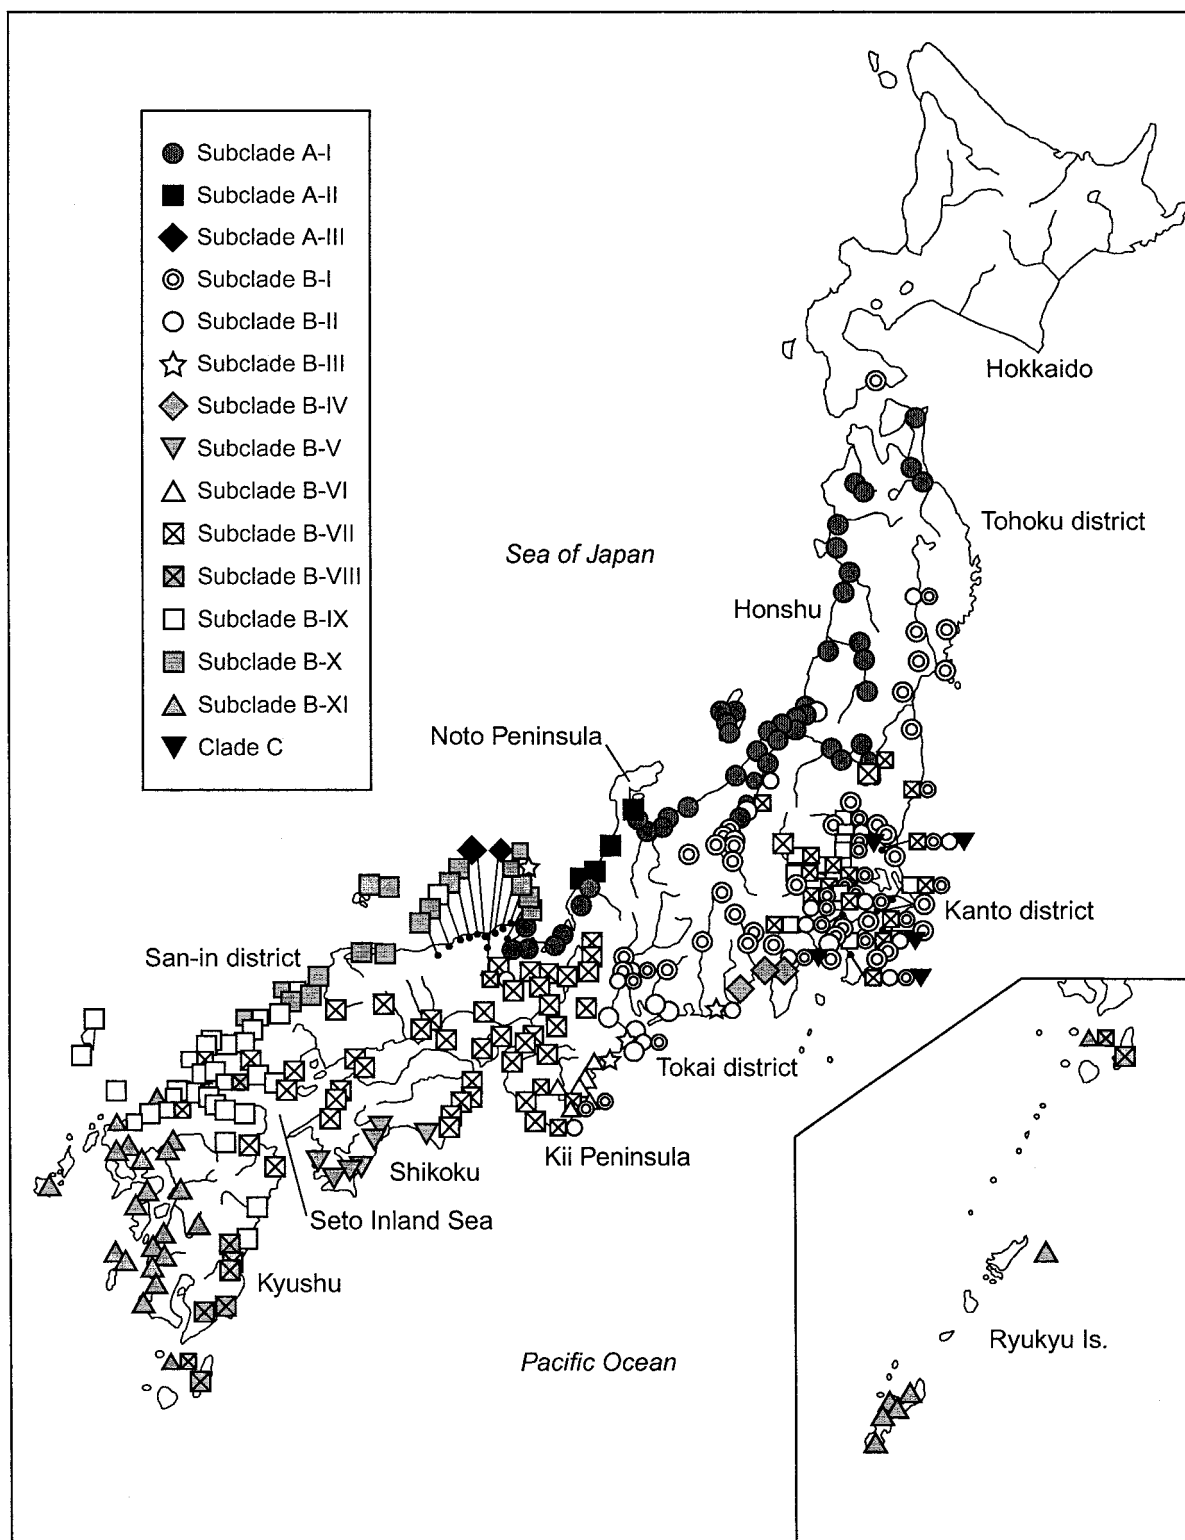 Subclade A-I
Subclade A-II
Subclade A-III
Subclade B-I
Subclade B-II
Subclade B-III
Subclade B-IV
Subclade B-V
Subclade B-VI
Subclade B-VII
Subclade B-VIII
Subclade B-IX
Subclade B-X
Subclade B-XI
Clade C
Hokkaido
Tohoku district
Sea of Japan
Honshu
Noto Peninsula
Kanto district
San-in district
Tokai district
Kii Peninsula
Shikoku
Seto Inland Sea
Kyushu
Ryukyu Is.
Pacific Ocean